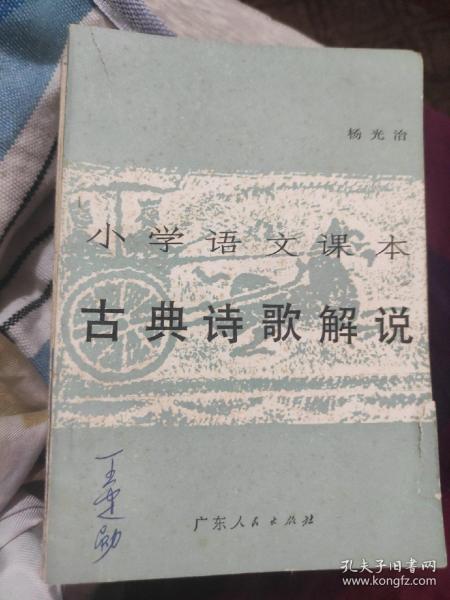 杨光治
小学语文课本
古典诗歌解说
王建勋
广东人民出版社
孔夫子旧书网
www.kongfz.com